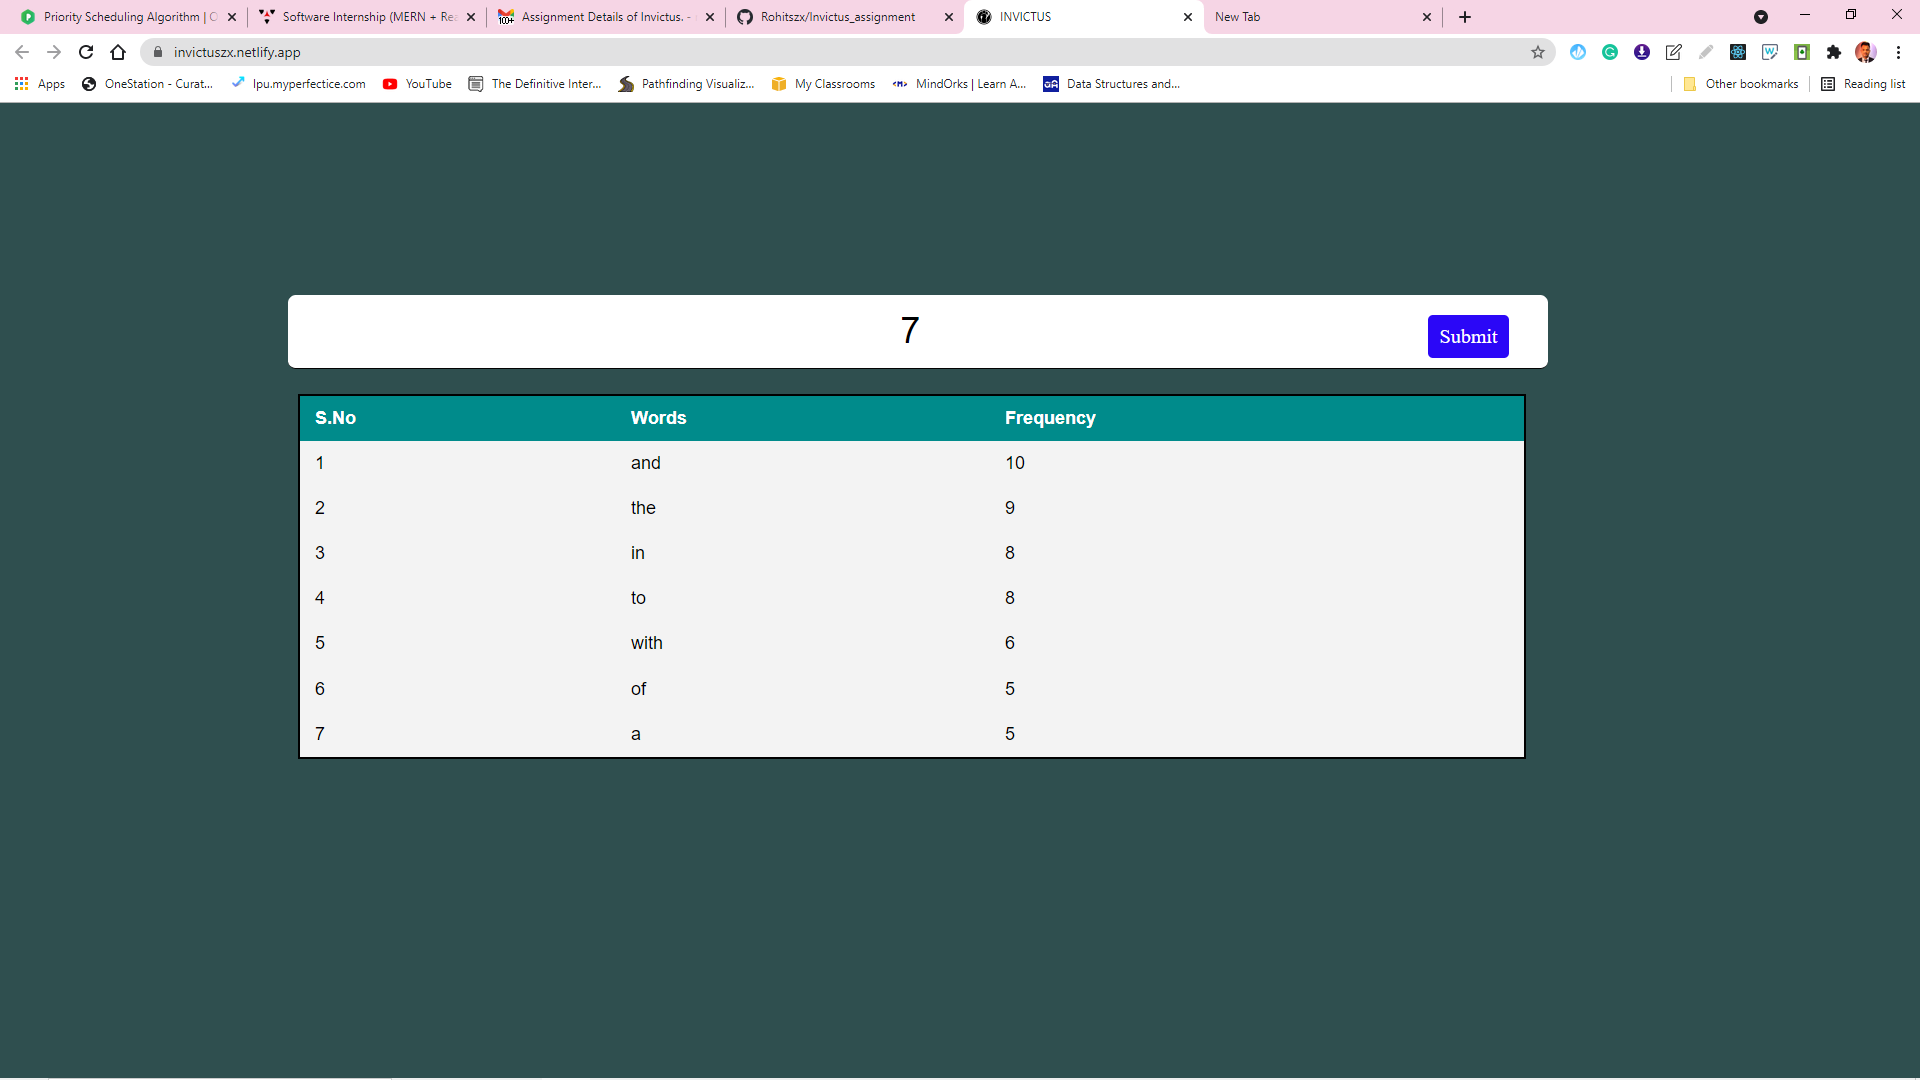 Priority Scheduling Algorithm | O
Software Internship (MERN + Rea
100+ Assignment Details of Invictus. -
Rohitszx/Invictus_assignment
INVICTUS
New Tab
invictuszx.netlify.app
Apps
OneStation - Curat...
lpu.myperfectice.com
YouTube
The Definitive Inter...
Pathfinding Visualiz...
My Classrooms
<M> MindOrks | Learn A...
Data Structures and...
Other bookmarks
Reading list
7
Submit
S.No Words Frequency
1 and 10
2 the 9
3 in 8
4 to 8
5 with 6
6 of 5
7 a 5